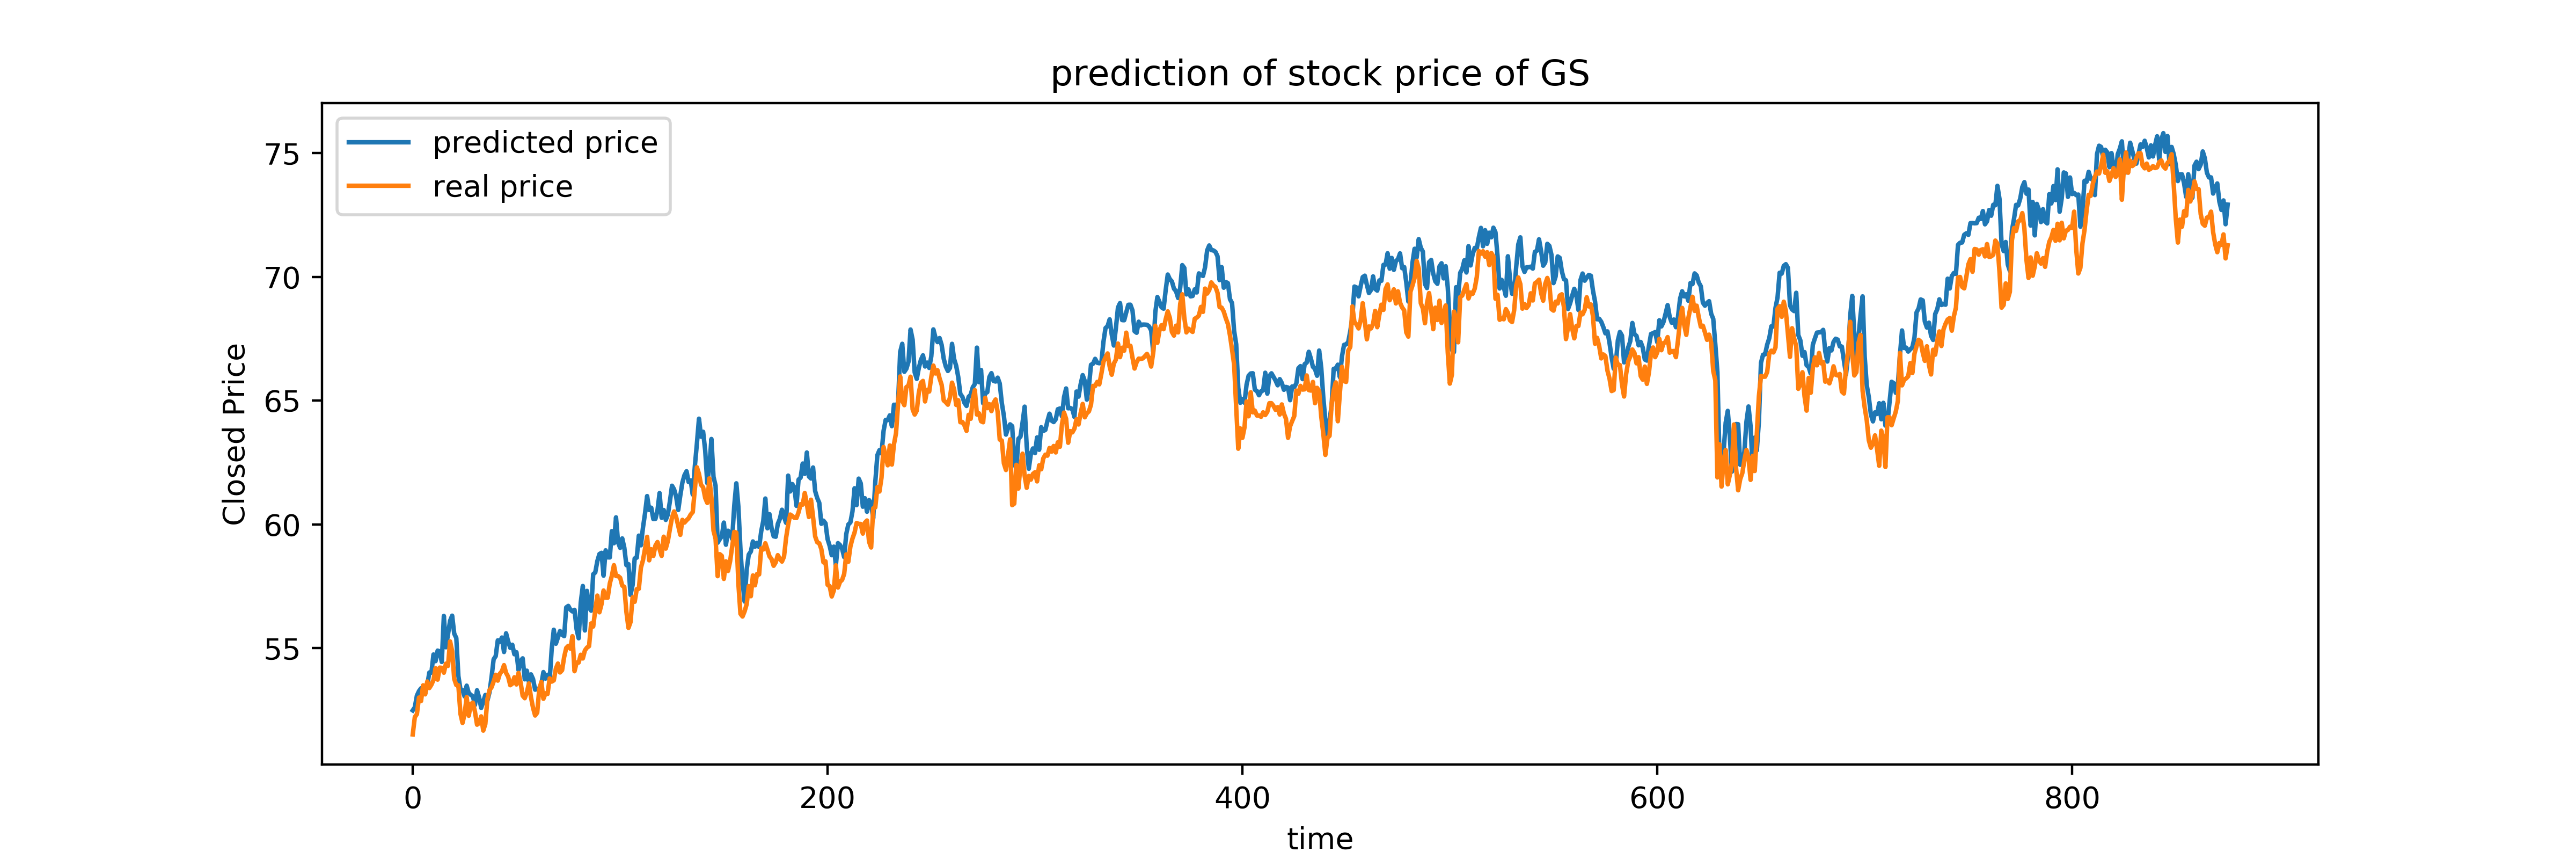 prediction of stock price of GS
predicted price
real price
75
70
65
60
55
Closed Price
0 200 400 600 800
time